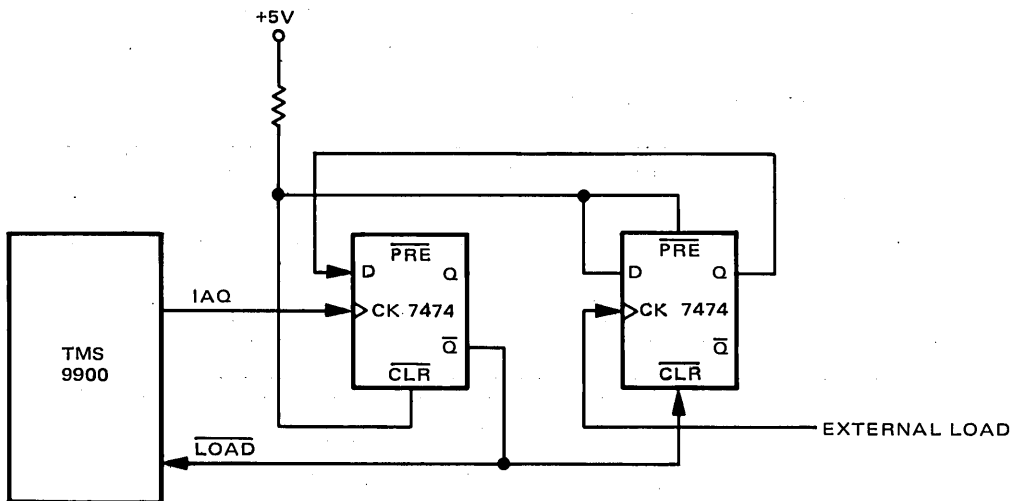 +5V
PRE
D
Q
CK 7474
Q
CLR
PRE
D
Q
CK 7474
Q
CLR
IAQ
TMS
9900
LOAD
EXTERNAL LOAD